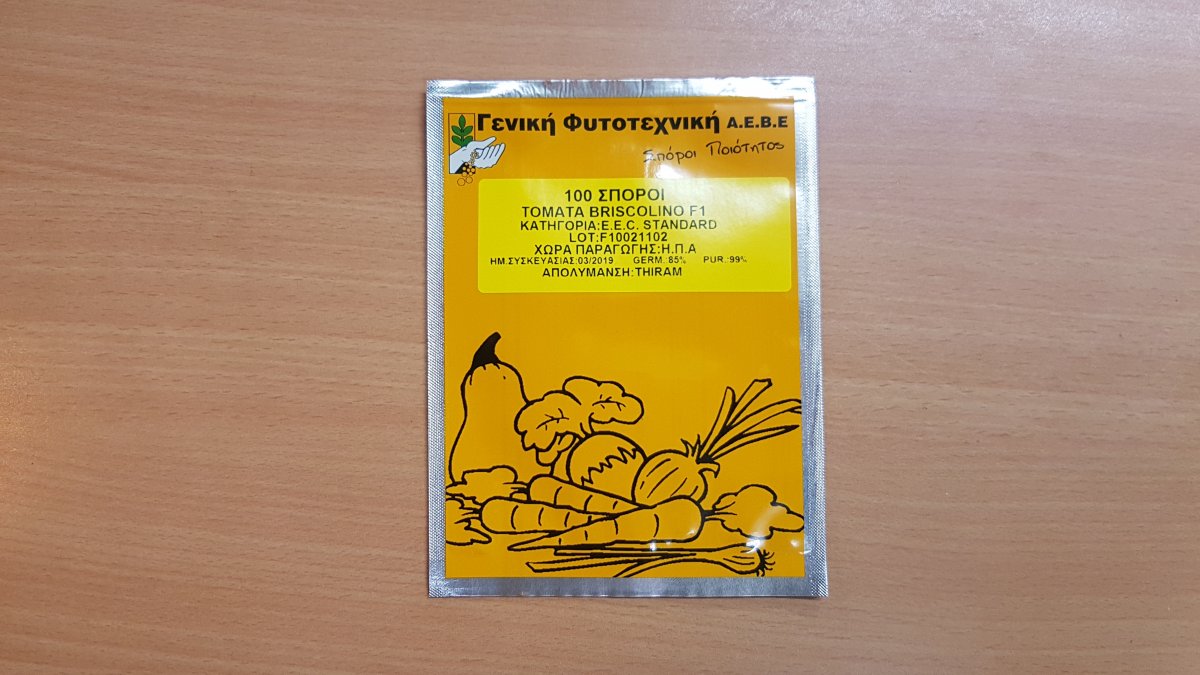 Γενική Φυτοτεχνική Α.Ε.Β.Ε
Σπόροι Ποιότητος
100 ΣΠΟΡΟΙ
ΤΟΜΑΤΑ BRISCOLINO F1
ΚΑΤΗΓΟΡΙΑ:E.E.C. STANDARD
LOT:F10021102
ΧΩΡΑ ΠΑΡΑΓΩΓΗΣ:Η.Π.Α
ΗΜ.ΣΥΣΚΕΥΑΣΙΑΣ:03/2019 GERM.:85% PUR.:99%
ΑΠΟΛΥΜΑΝΣΗ:THIRAM